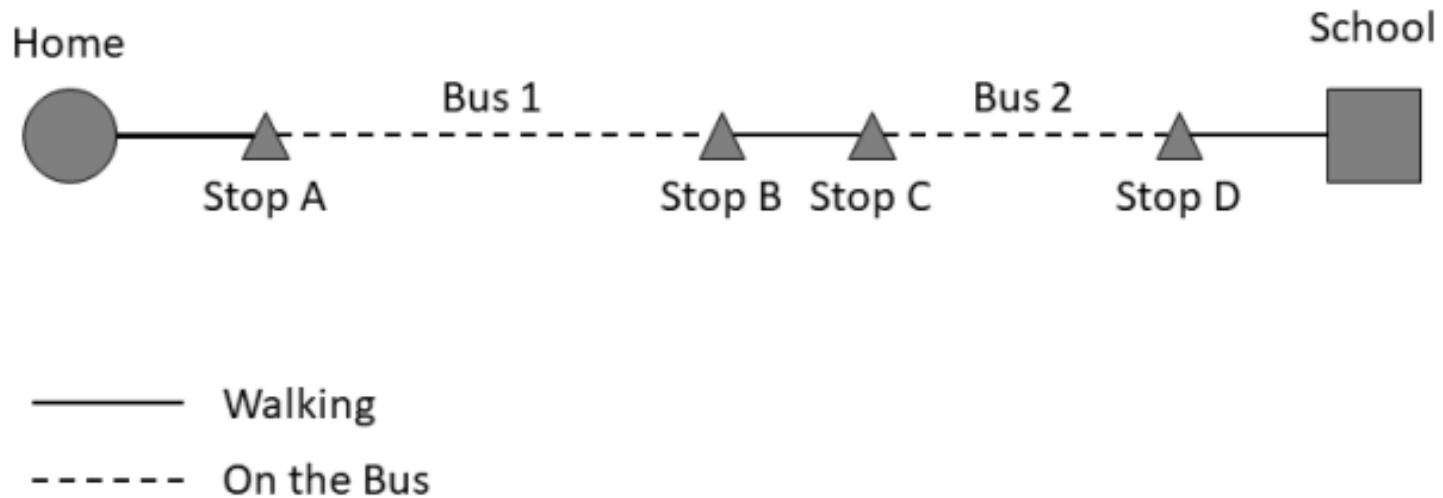 Home
School
Bus 1
Bus 2
Stop A
Stop B
Stop C
Stop D
Walking
On the Bus